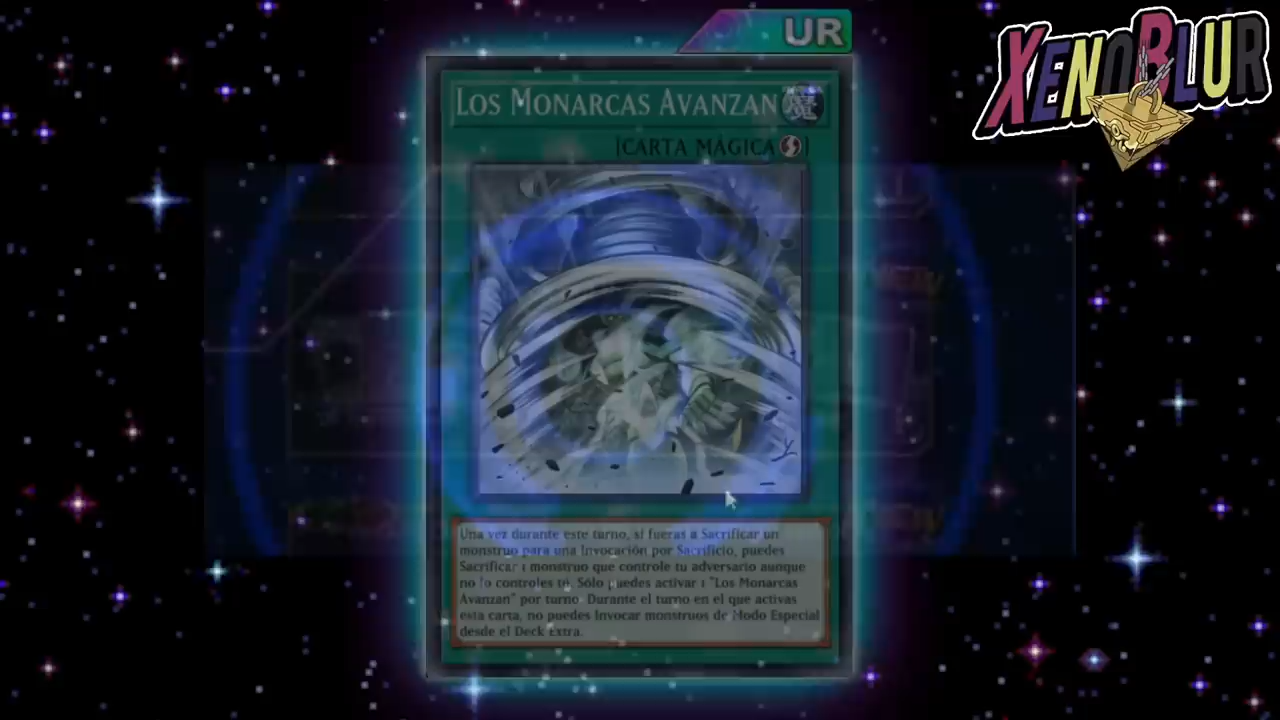 UR
XENOBLUR
LOS MONARCAS AVANZAN 魔
[CARTA MÁGICA]
Una vez durante este turno, si fueras a Sacrificar un
monstruo para una Invocación por Sacrificio, puedes
Sacrificar 1 monstruo que controle tu adversario aunque
no lo controles tú. Sólo puedes activar 1 "Los Monarcas
Avanzan" por turno. Durante el turno en el que activas
esta carta, no puedes Invocar monstruos de Modo Especial
desde el Deck Extra.